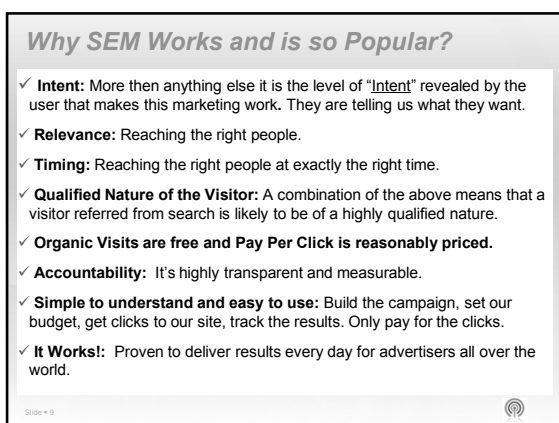 Why SEM Works and is so Popular?
✓ Intent: More then anything else it is the level of “Intent” revealed by the
user that makes this marketing work. They are telling us what they want.
✓ Relevance: Reaching the right people.
✓ Timing: Reaching the right people at exactly the right time.
✓ Qualified Nature of the Visitor: A combination of the above means that a
visitor referred from search is likely to be of a highly qualified nature.
✓ Organic Visits are free and Pay Per Click is reasonably priced.
✓ Accountability: It’s highly transparent and measurable.
✓ Simple to understand and easy to use: Build the campaign, set our
budget, get clicks to our site, track the results. Only pay for the clicks.
✓ It Works!: Proven to deliver results every day for advertisers all over the
world.
Slide ▪ 9